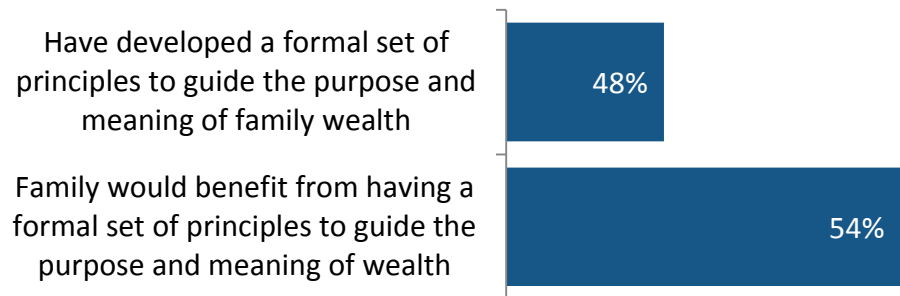 Have developed a formal set of
principles to guide the purpose and
meaning of family wealth
48%
Family would benefit from having a
formal set of principles to guide the
purpose and meaning of wealth
54%